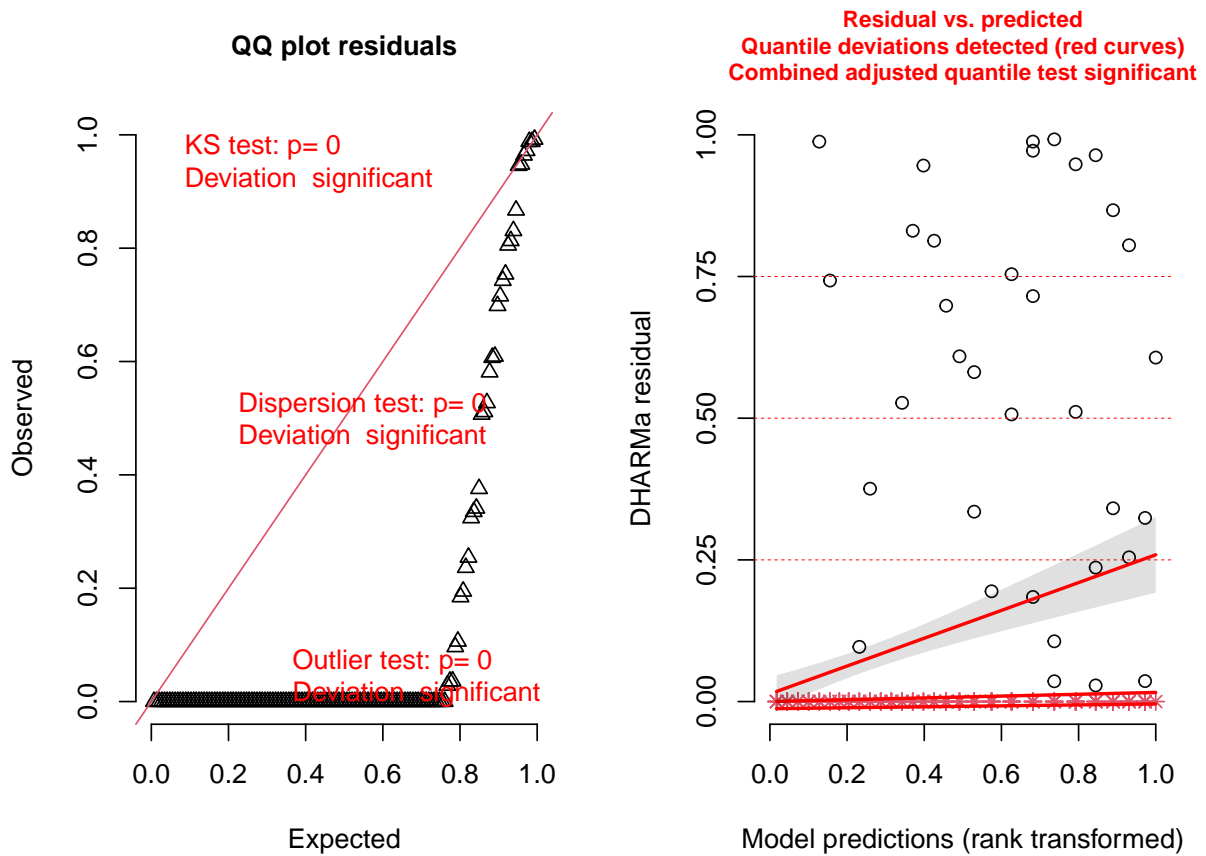 QQ plot residuals
KS test: p= 0
Deviation  significant
Dispersion test: p= 0
Deviation  significant
Outlier test: p= 0
Deviation  significant
Observed
1.0
0.8
0.6
0.4
0.2
0.0
0.0 0.2 0.4 0.6 0.8 1.0
Expected
Residual vs. predicted
Quantile deviations detected (red curves)
Combined adjusted quantile test significant
DHARMa residual
1.00
0.75
0.50
0.25
0.00
0.0 0.2 0.4 0.6 0.8 1.0
Model predictions (rank transformed)